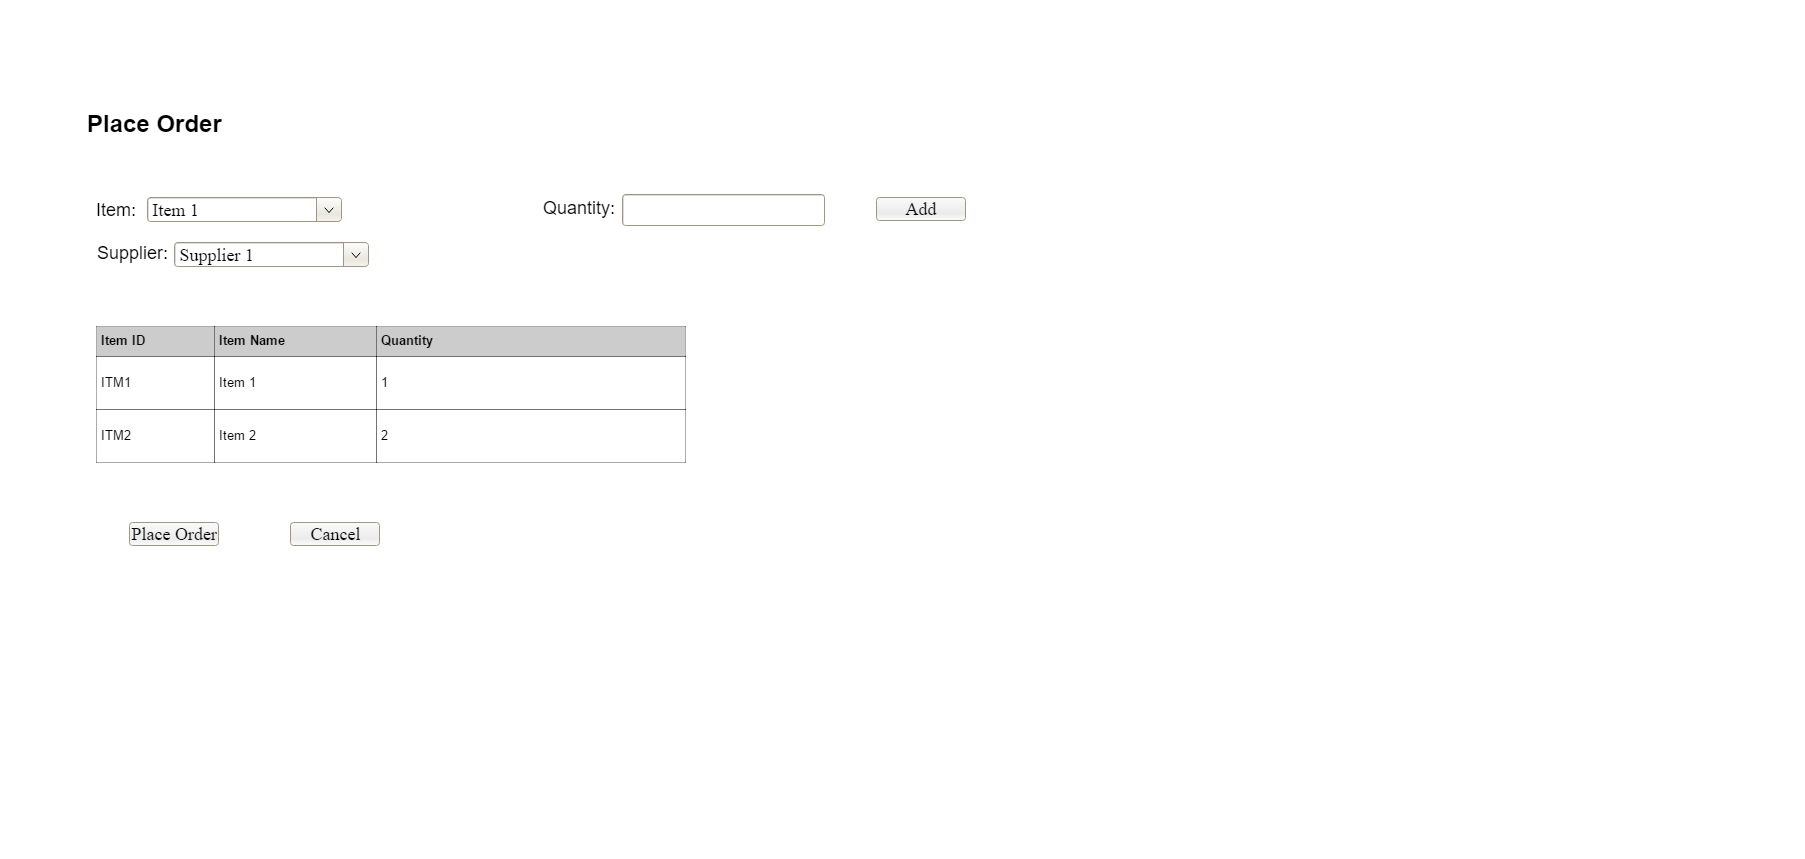 Place Order
Item: Item 1 Quantity: Add
Supplier: Supplier 1
Item ID Item Name Quantity
ITM1 Item 1 1
ITM2 Item 2 2
Place Order Cancel